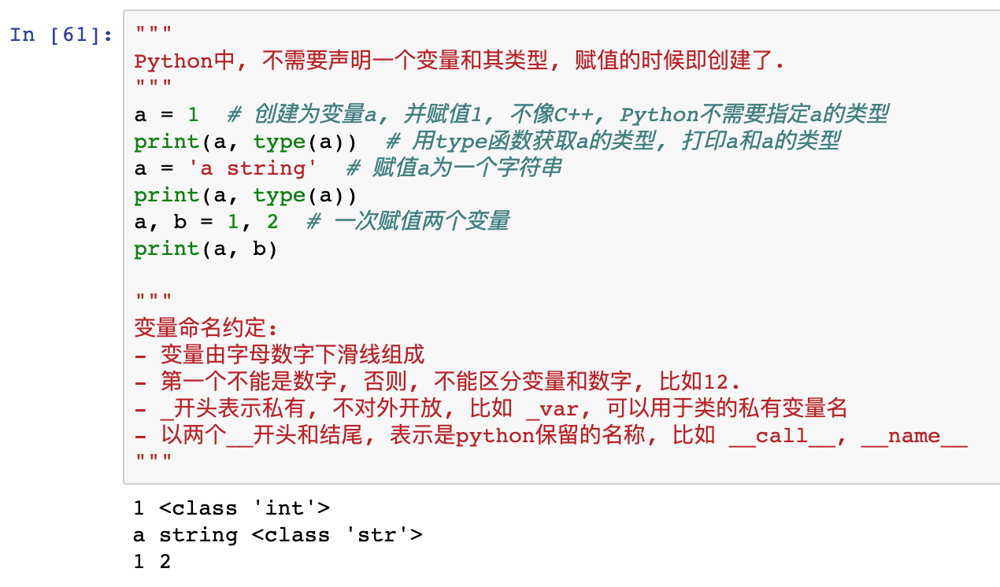 In [61]:
"""
Python中, 不需要声明一个变量和其类型, 赋值的时候即创建了.
"""
a = 1  # 创建为变量a, 并赋值1, 不像C++, Python不需要指定a的类型
print(a, type(a))  # 用type函数获取a的类型, 打印a和a的类型
a = 'a string'  # 赋值a为一个字符串
print(a, type(a))
a, b = 1, 2  # 一次赋值两个变量
print(a, b)
"""
变量命名约定:
- 变量由字母数字下滑线组成
- 第一个不能是数字, 否则, 不能区分变量和数字, 比如12.
- _开头表示私有, 不对外开放, 比如 _var, 可以用于类的私有变量名
- 以两个__开头和结尾, 表示是python保留的名称, 比如 __call__, __name__
"""
1 <class 'int'>
a string <class 'str'>
1 2